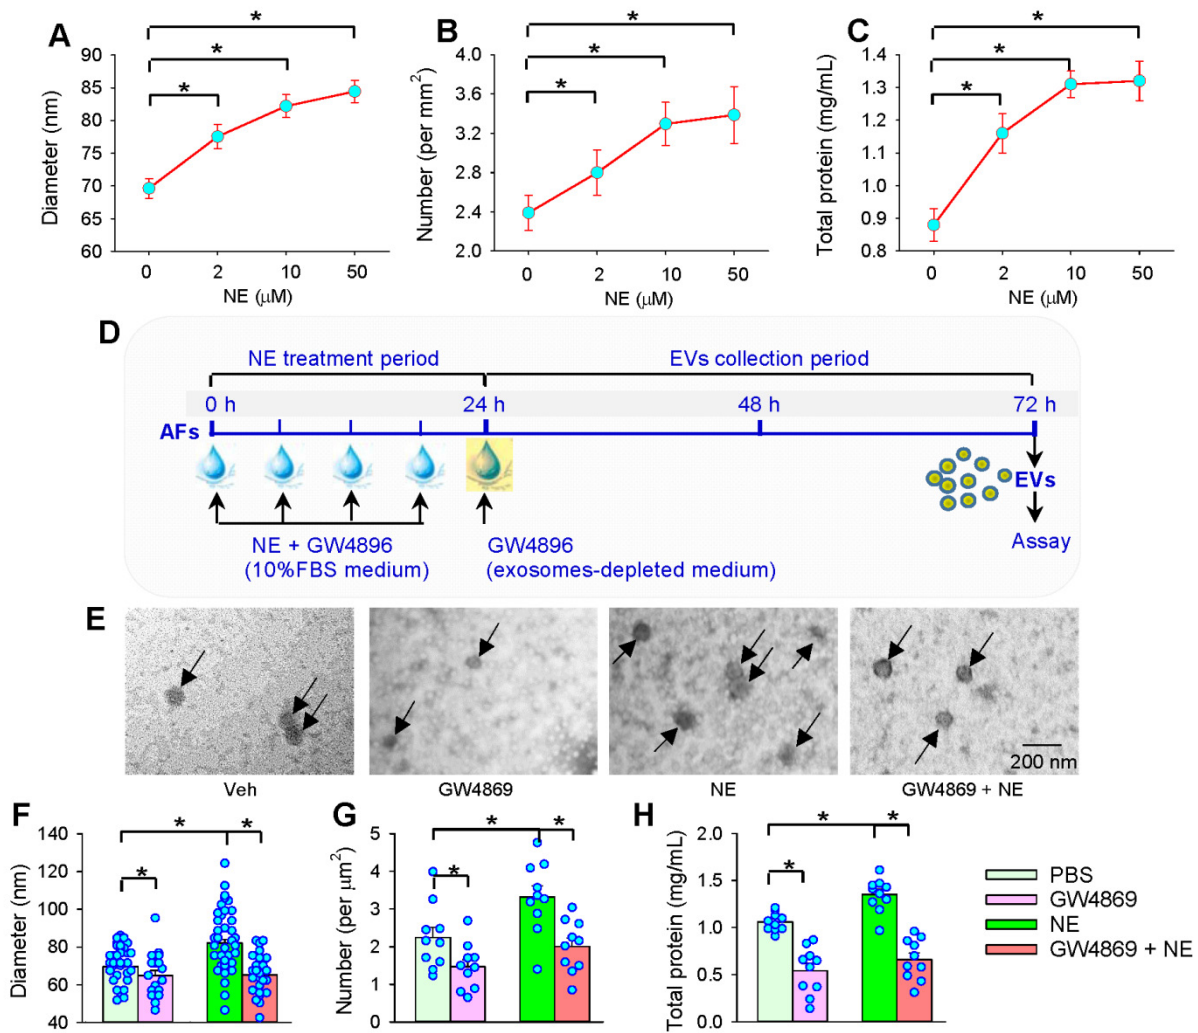 A
Diameter (nm)
90
85
80
75
70
65
60
*
*
*
0 2 10 50
NE (μM)
B
Number (per mm²)
4.0
3.6
3.2
2.8
2.4
2.0
*
*
*
0 2 10 50
NE (μM)
C
Total protein (mg/mL)
1.4
1.3
1.2
1.1
1.0
0.9
0.8
*
*
*
0 2 10 50
NE (μM)
D
NE treatment period EVs collection period
0 h 24 h 48 h 72 h
AFs
EVs
NE + GW4896 GW4896 Assay
(10%FBS medium) (exosomes-depleted medium)
E
200 nm
Veh GW4869 NE GW4869 + NE
F
Diameter (nm)
140
120
100
80
60
40
*
*
*
G
Number (per μm²)
5
4
3
2
1
0
*
*
*
H
Total protein (mg/mL)
2.0
1.5
1.0
0.5
0.0
*
*
*
PBS
GW4869
NE
GW4869 + NE